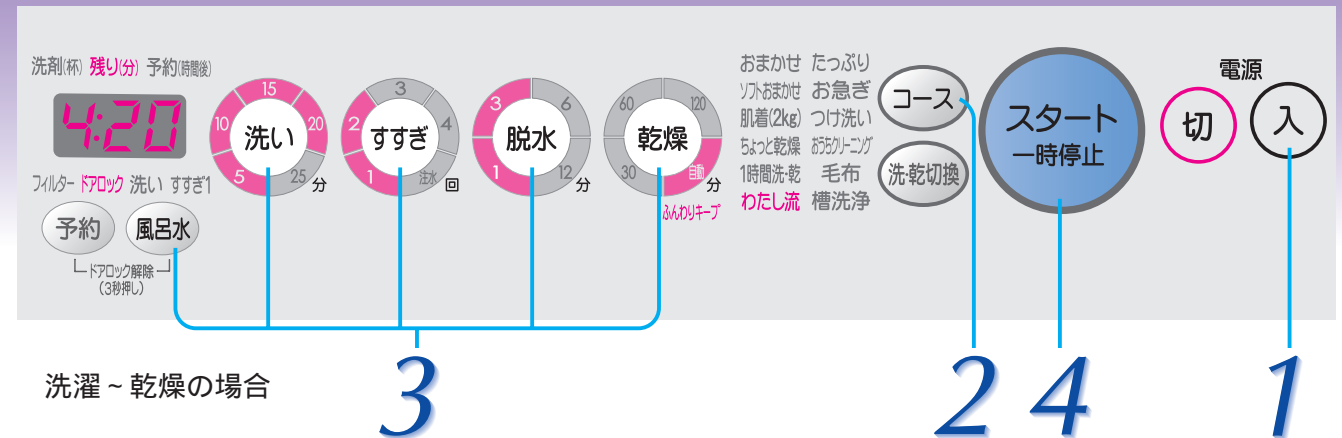 洗剤(杯) 残り(分) 予約(時間後)
4:20
フィルター ドアロック 洗い すすぎ1
予約 風呂水
ドアロック解除
(3秒押し)
洗い
5 10 15 20 25 分
すすぎ
1 2 3 4 注水 回
脱水
1 3 6 12 分
乾燥
30 60 120 自動 分
ふんわりキープ
おまかせ たっぷり
ソフトおまかせ お急ぎ
肌着(2kg) つけ洗い
ちょっと乾燥 おうちクリーニング
1時間洗・乾 毛布
わたし流 槽洗浄
コース
洗・乾切換
スタート
一時停止
電源
切 入
洗濯~乾燥の場合
3 2 4 1